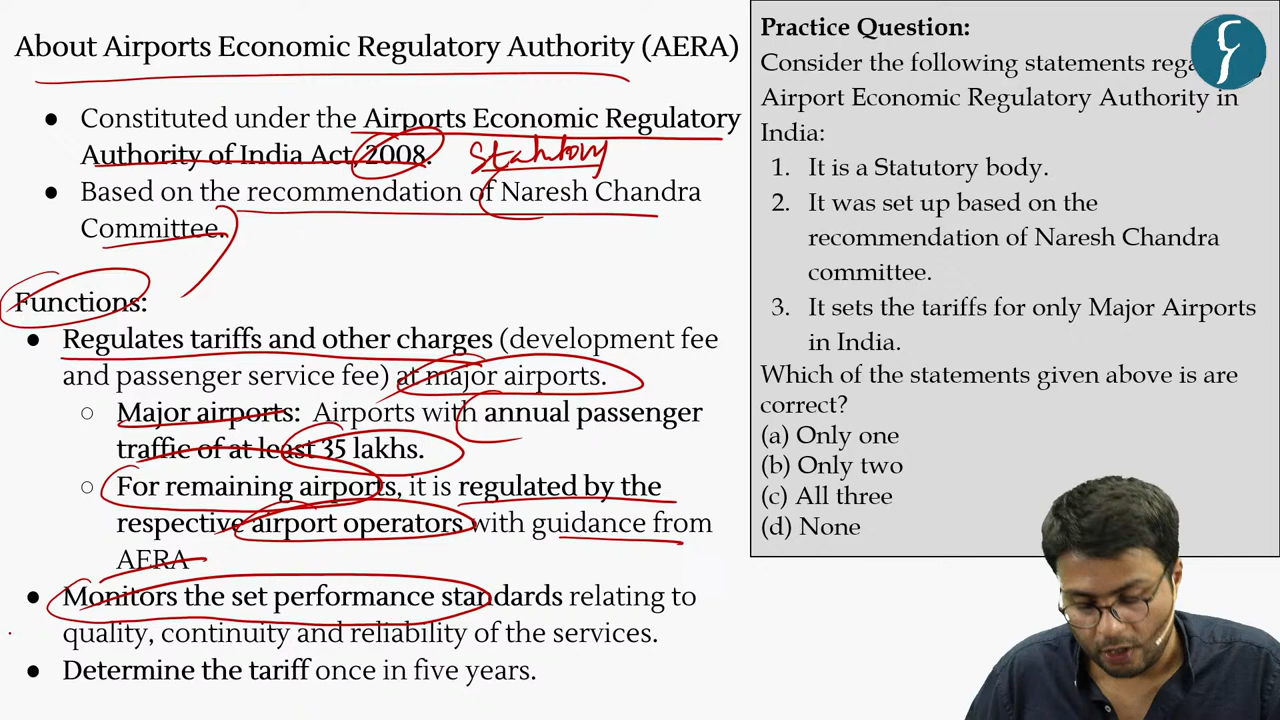 About Airports Economic Regulatory Authority (AERA)
● Constituted under the Airports Economic Regulatory
Authority of India Act, 2008. Statutory
● Based on the recommendation of Naresh Chandra
Committee.
Functions:
● Regulates tariffs and other charges (development fee
and passenger service fee) at major airports.
○ Major airports: Airports with annual passenger
traffic of at least 35 lakhs.
○ For remaining airports, it is regulated by the
respective airport operators with guidance from
AERA
● Monitors the set performance standards relating to
quality, continuity and reliability of the services.
● Determine the tariff once in five years.
Practice Question:
Consider the following statements
Airport Economic Regulatory Authority in
India:
1. It is a Statutory body.
2. It was set up based on the
recommendation of Naresh Chandra
committee.
3. It sets the tariffs for only Major Airports
in India.
Which of the statements given above is are
correct?
(a) Only one
(b) Only two
(c) All three
(d) None